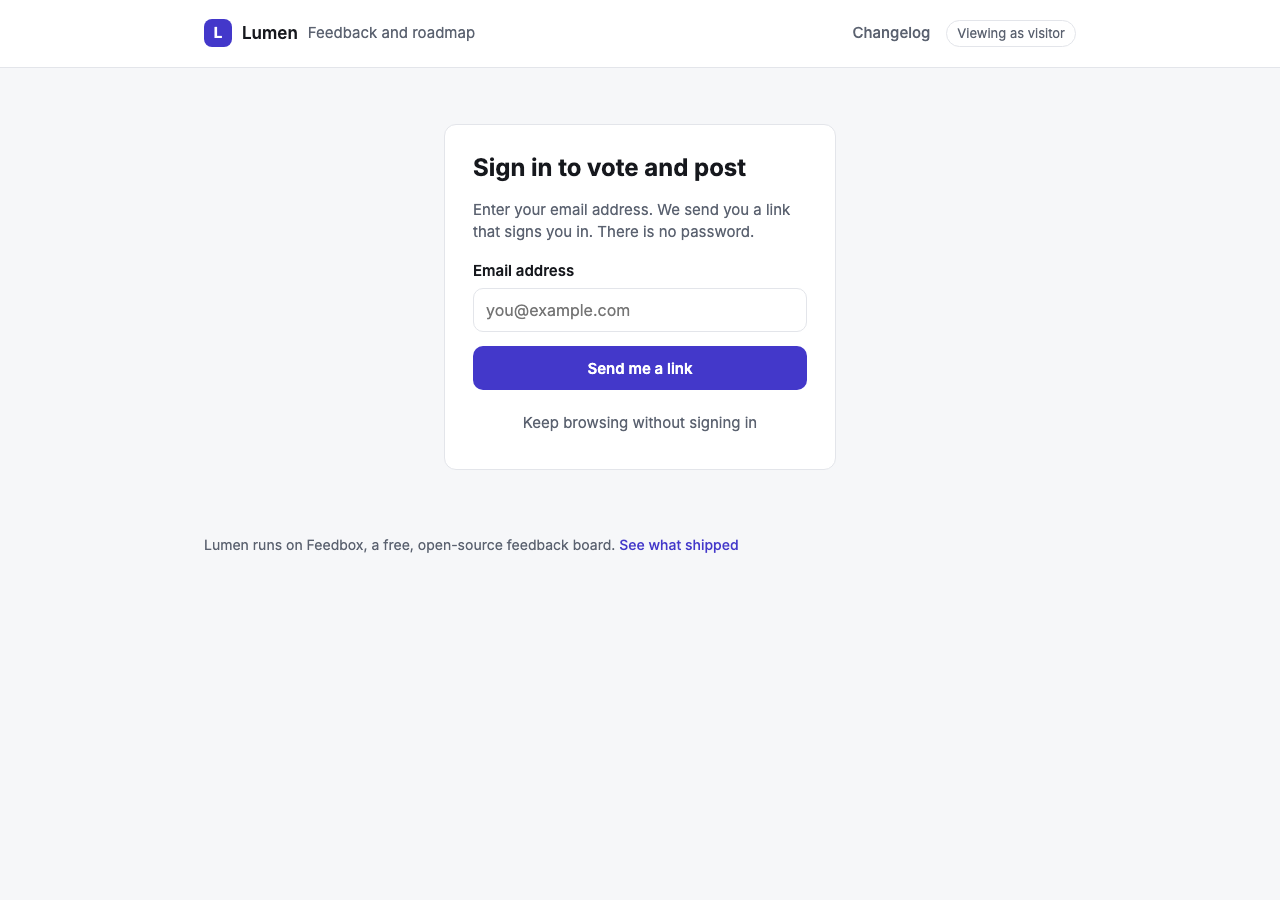 L Lumen Feedback and roadmap Changelog Viewing as visitor
Sign in to vote and post
Enter your email address. We send you a link
that signs you in. There is no password.
Email address
you@example.com
Send me a link
Keep browsing without signing in
Lumen runs on Feedbox, a free, open-source feedback board. See what shipped